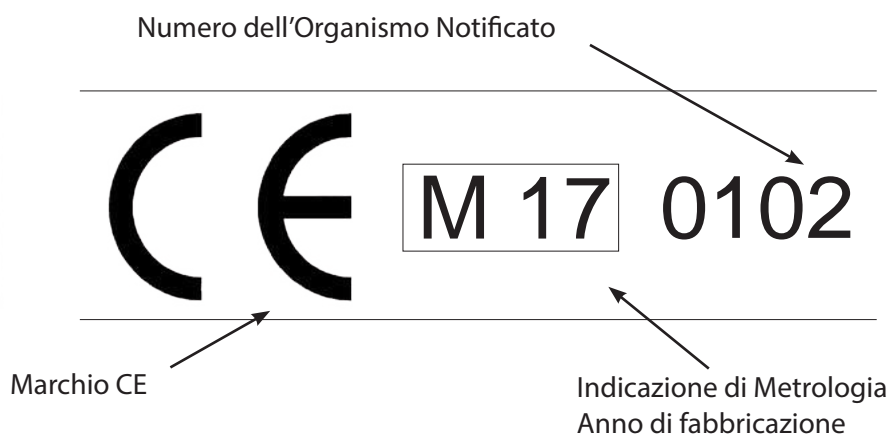 Numero dell'Organismo Notificato
CE M 17 0102
Marchio CE
Indicazione di Metrologia
Anno di fabbricazione